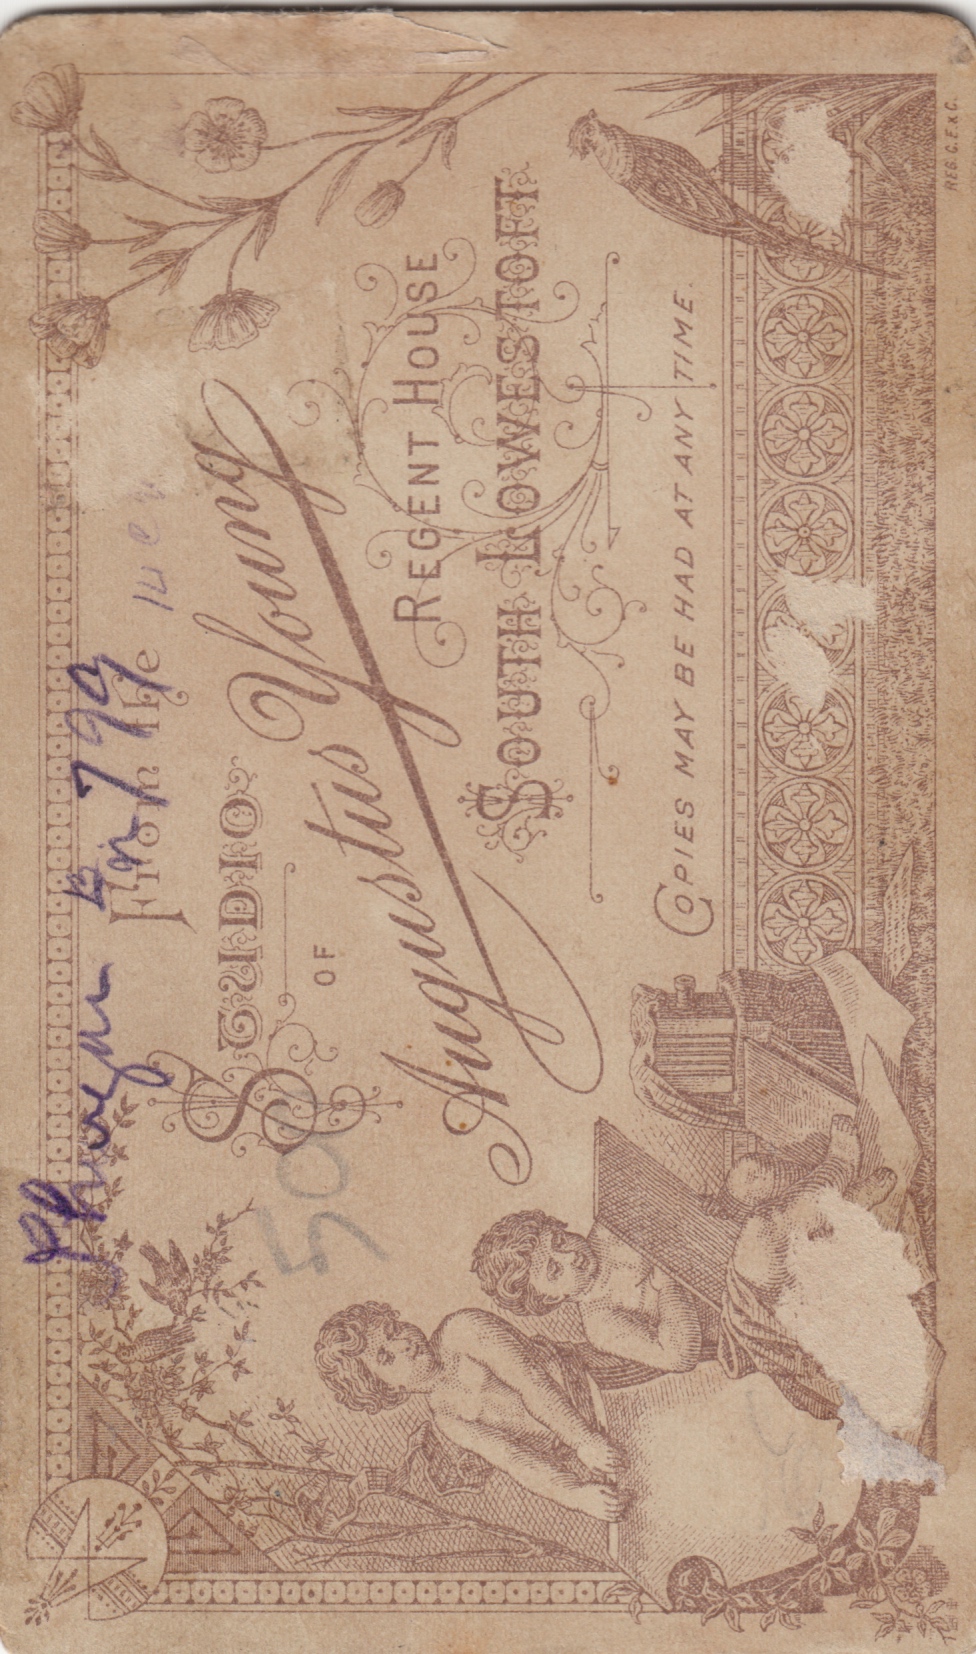 From the
STUDIO
OF
Augustus Young
REGENT HOUSE
SOUTH LOWESTOFT
COPIES MAY BE HAD AT ANY TIME.
REG. G. F. X. C.
50